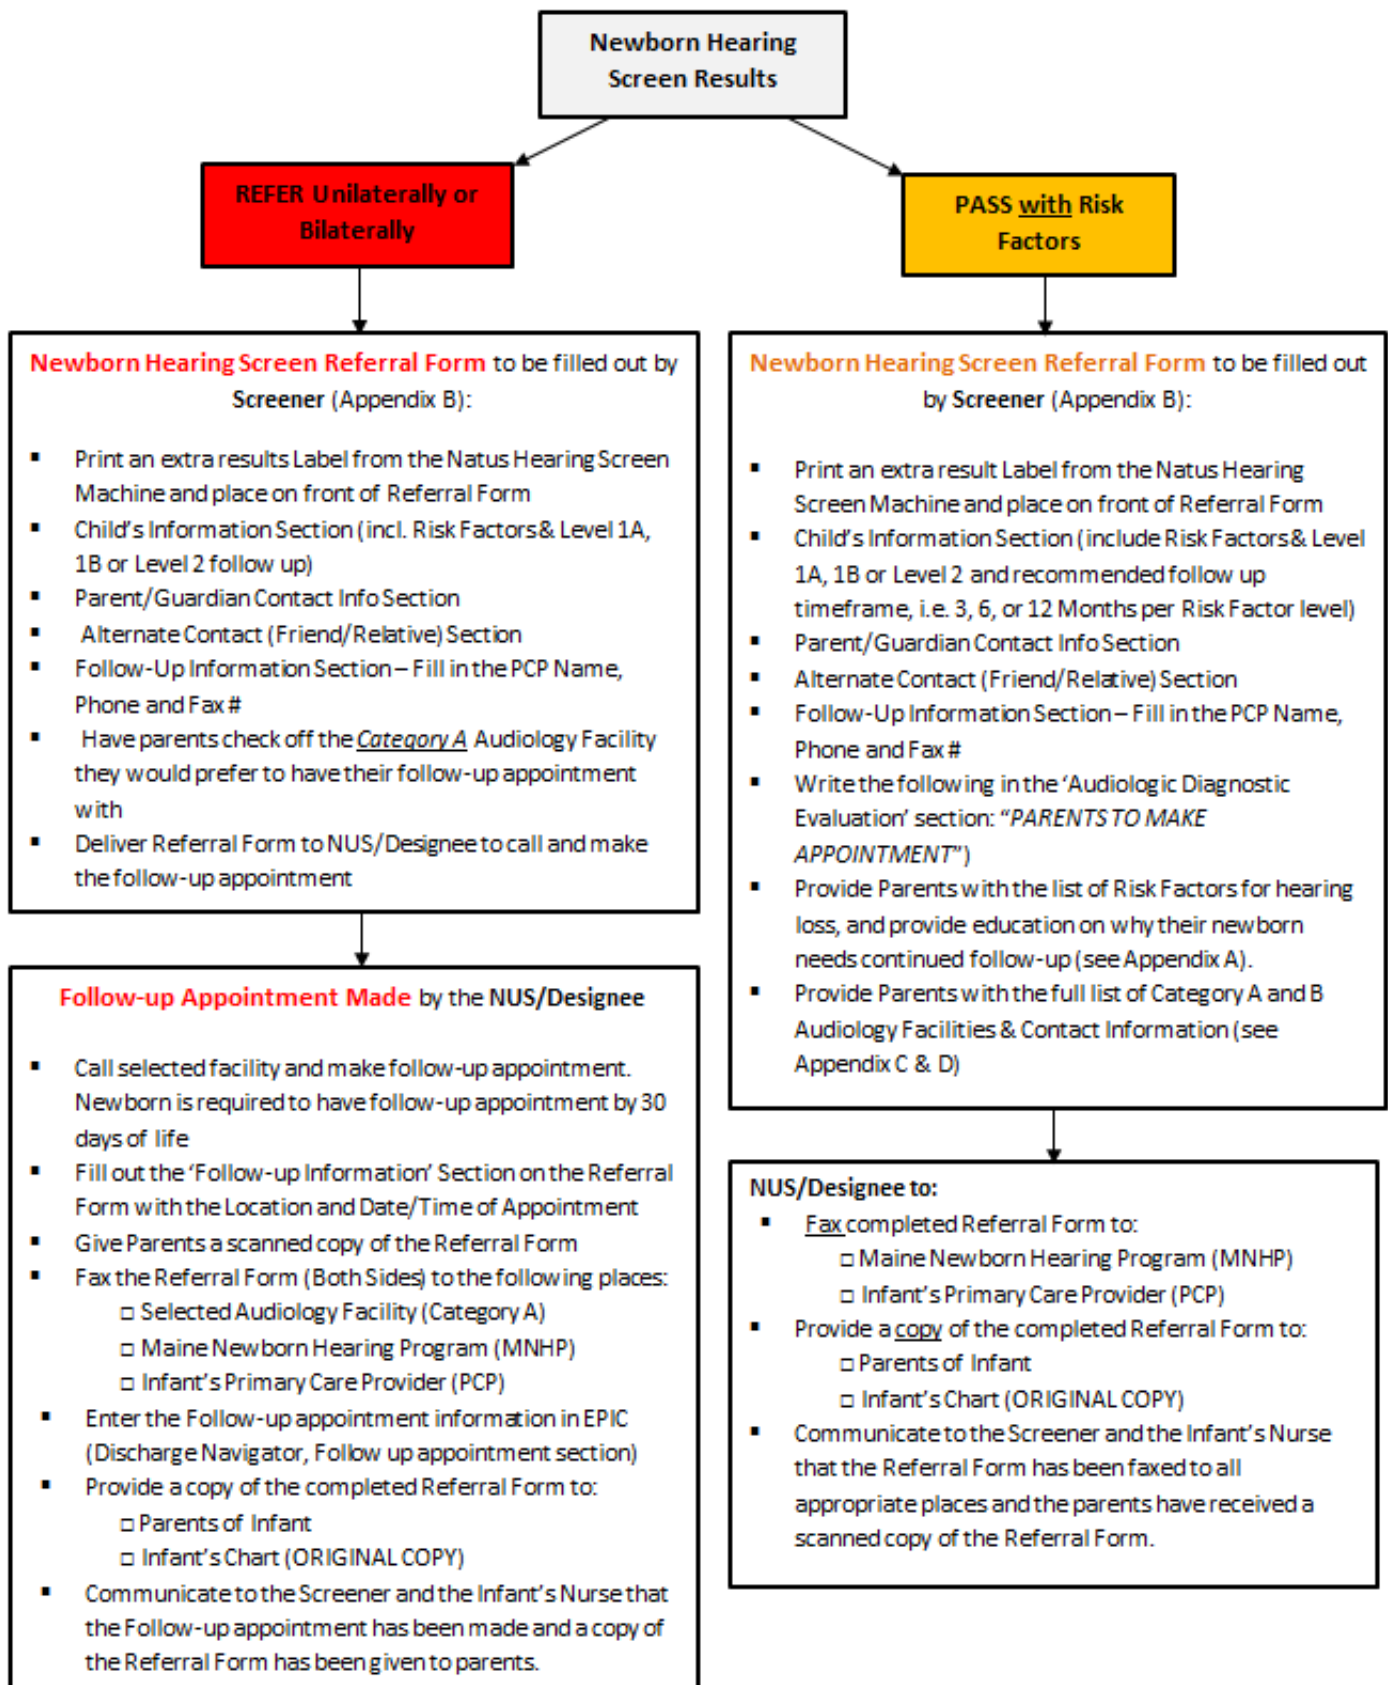 Newborn Hearing
Screen Results
REFER Unilaterally or
Bilaterally
PASS with Risk
Factors
Newborn Hearing Screen Referral Form to be filled out by
Screener (Appendix B):
▪ Print an extra results Label from the Natus Hearing Screen
Machine and place on front of Referral Form
▪ Child's Information Section (incl. Risk Factors & Level 1A,
1B or Level 2 follow up)
▪ Parent/Guardian Contact Info Section
▪ Alternate Contact (Friend/Relative) Section
▪ Follow-Up Information Section – Fill in the PCP Name,
Phone and Fax #
▪ Have parents check off the Category A Audiology Facility
they would prefer to have their follow-up appointment
with
▪ Deliver Referral Form to NUS/Designee to call and make
the follow-up appointment
Follow-up Appointment Made by the NUS/Designee
▪ Call selected facility and make follow-up appointment.
Newborn is required to have follow-up appointment by 30
days of life
▪ Fill out the 'Follow-up Information' Section on the Referral
Form with the Location and Date/Time of Appointment
▪ Give Parents a scanned copy of the Referral Form
▪ Fax the Referral Form (Both Sides) to the following places:
□ Selected Audiology Facility (Category A)
□ Maine Newborn Hearing Program (MNHP)
□ Infant's Primary Care Provider (PCP)
▪ Enter the Follow-up appointment information in EPIC
(Discharge Navigator, Follow up appointment section)
▪ Provide a copy of the completed Referral Form to:
□ Parents of Infant
□ Infant's Chart (ORIGINAL COPY)
▪ Communicate to the Screener and the Infant's Nurse that
the Follow-up appointment has been made and a copy of
the Referral Form has been given to parents.
Newborn Hearing Screen Referral Form to be filled out
by Screener (Appendix B):
▪ Print an extra result Label from the Natus Hearing
Screen Machine and place on front of Referral Form
▪ Child's Information Section (include Risk Factors & Level
1A, 1B or Level 2 and recommended follow up
timeframe, i.e. 3, 6, or 12 Months per Risk Factor level)
▪ Parent/Guardian Contact Info Section
▪ Alternate Contact (Friend/Relative) Section
▪ Follow-Up Information Section – Fill in the PCP Name,
Phone and Fax #
▪ Write the following in the 'Audiologic Diagnostic
Evaluation' section: "PARENTS TO MAKE
APPOINTMENT")
▪ Provide Parents with the list of Risk Factors for hearing
loss, and provide education on why their newborn
needs continued follow-up (see Appendix A).
▪ Provide Parents with the full list of Category A and B
Audiology Facilities & Contact Information (see
Appendix C & D)
NUS/Designee to:
▪ Fax completed Referral Form to:
□ Maine Newborn Hearing Program (MNHP)
□ Infant's Primary Care Provider (PCP)
▪ Provide a copy of the completed Referral Form to:
□ Parents of Infant
□ Infant's Chart (ORIGINAL COPY)
▪ Communicate to the Screener and the Infant's Nurse
that the Referral Form has been faxed to all
appropriate places and the parents have received a
scanned copy of the Referral Form.